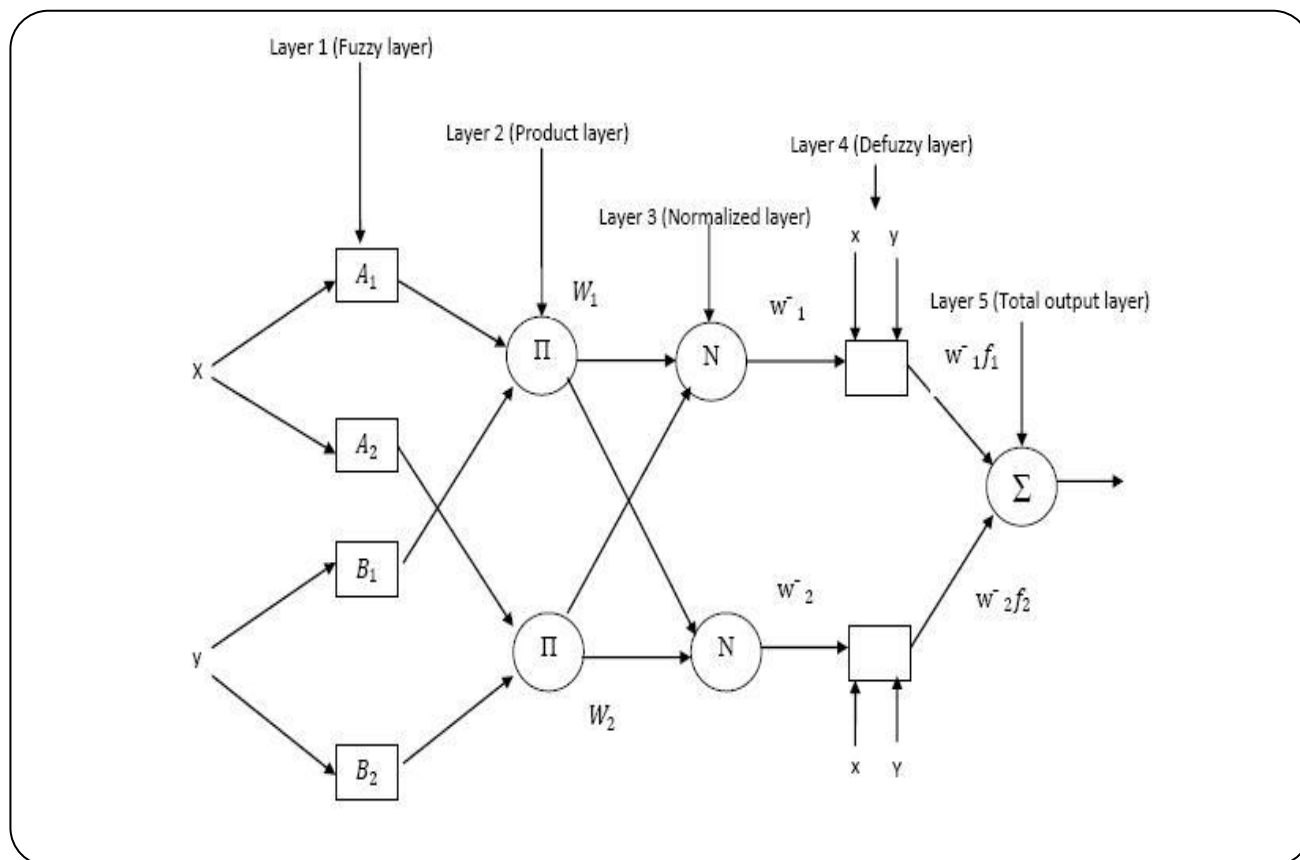 Layer 1 (Fuzzy layer)
Layer 2 (Product layer)
Layer 4 (Defuzzy layer)
Layer 3 (Normalized layer)
x y
A₁
W₁
w⁻₁
Layer 5 (Total output layer)
Π
N
w⁻₁f₁
X
A₂
Σ
B₁
w⁻₂
w⁻₂f₂
y
Π
N
W₂
B₂
x Y